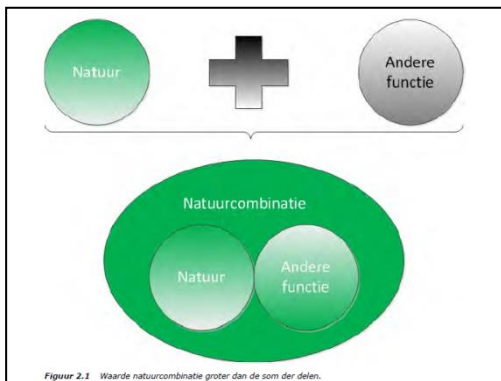 Natuur
Andere
functie
Natuurcombinatie
Natuur
Andere
functie
Figuur 2.1 Waarde natuurcombinatie groter dan de som der delen.